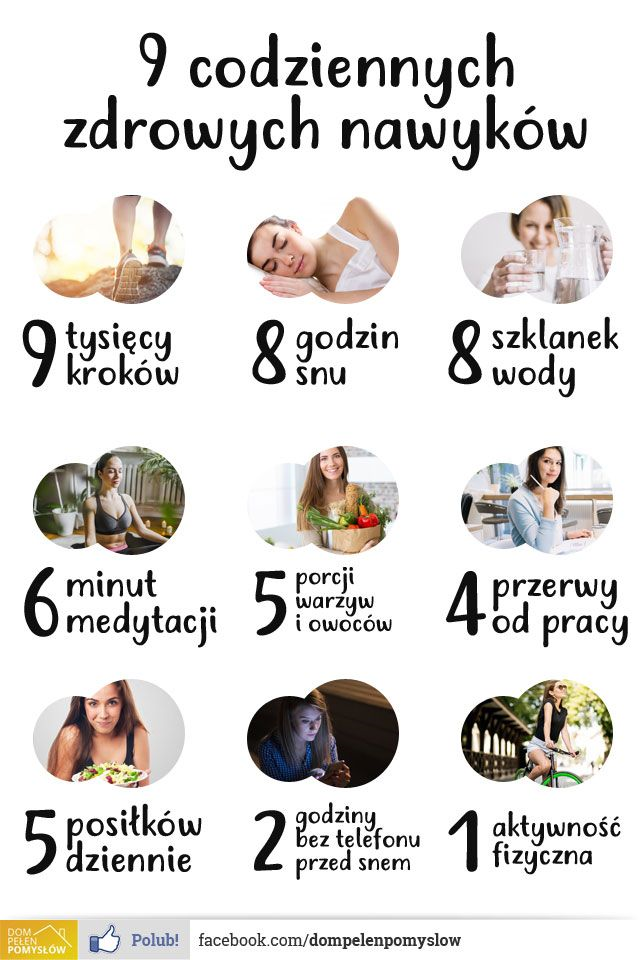 9 codziennych
zdrowych nawyków
9 tysięcy
kroków
8 godzin
snu
8 szklanek
wody
6 minut
medytacji
5 porcji
warzyw
i owoców
4 przerwy
od pracy
5 posiłków
dziennie
2 godziny
bez telefonu
przed snem
1 aktywność
fizyczna
DOM
PEŁEN
POMYSŁÓW
Polub!
facebook.com/dompelenpomyslow